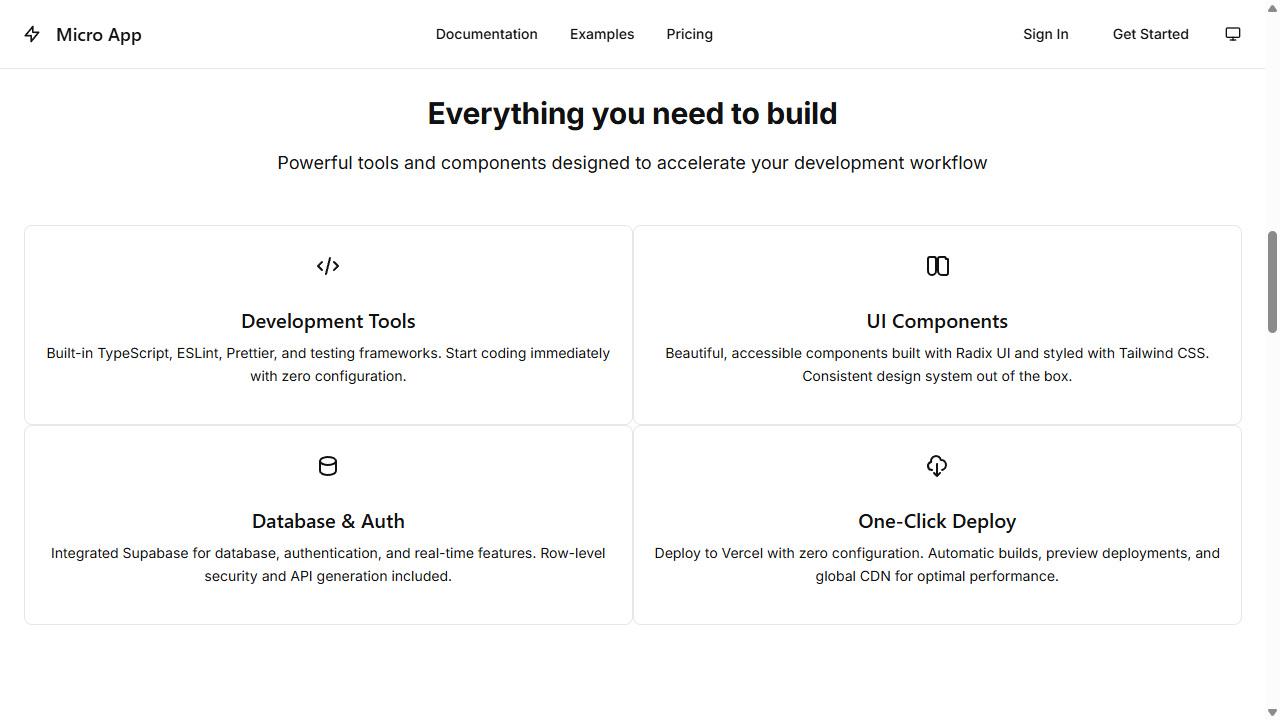 Micro App
Documentation
Examples
Pricing
Sign In
Get Started
Everything you need to build
Powerful tools and components designed to accelerate your development workflow
Development Tools
Built-in TypeScript, ESLint, Prettier, and testing frameworks. Start coding immediately
with zero configuration.
UI Components
Beautiful, accessible components built with Radix UI and styled with Tailwind CSS.
Consistent design system out of the box.
Database & Auth
Integrated Supabase for database, authentication, and real-time features. Row-level
security and API generation included.
One-Click Deploy
Deploy to Vercel with zero configuration. Automatic builds, preview deployments, and
global CDN for optimal performance.